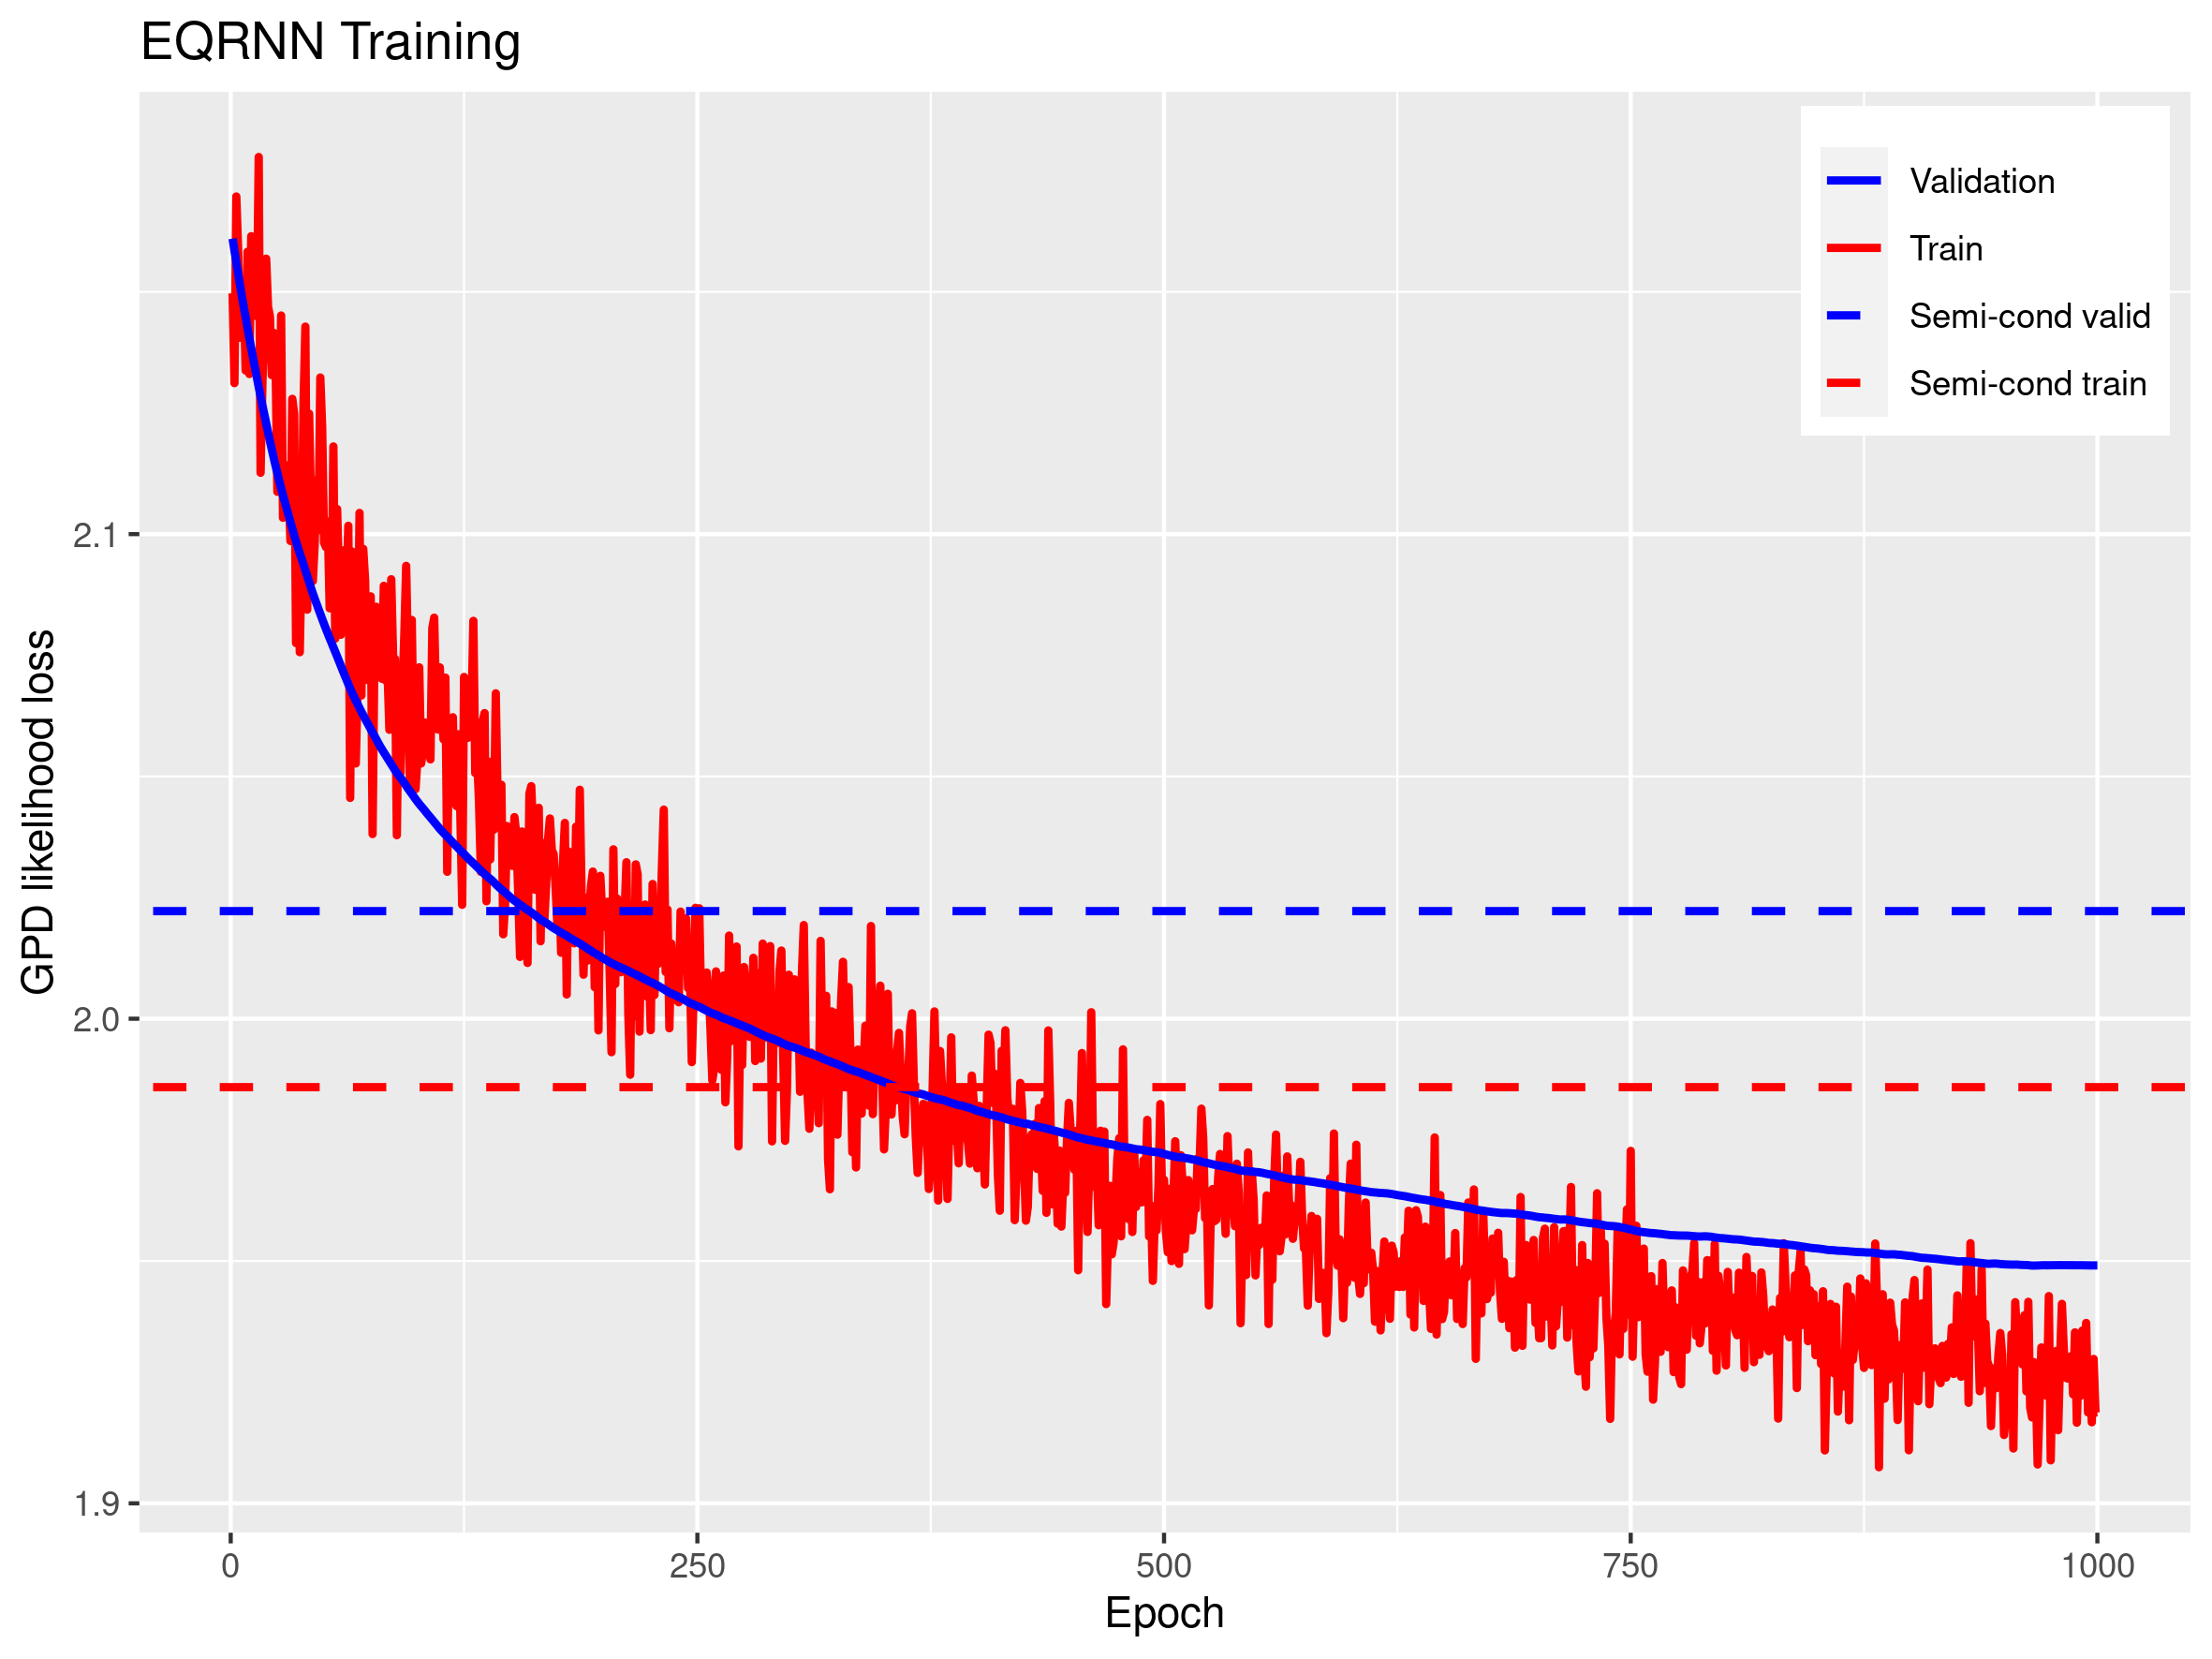 EQRNN Training
Validation
Train
Semi-cond valid
Semi-cond train
GPD likelihood loss
2.1
2.0
1.9
0 250 500 750 1000
Epoch